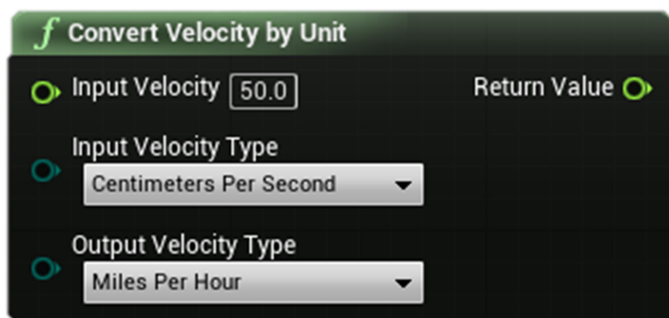 f Convert Velocity by Unit
Input Velocity 50.0 Return Value
Input Velocity Type
Centimeters Per Second
Output Velocity Type
Miles Per Hour